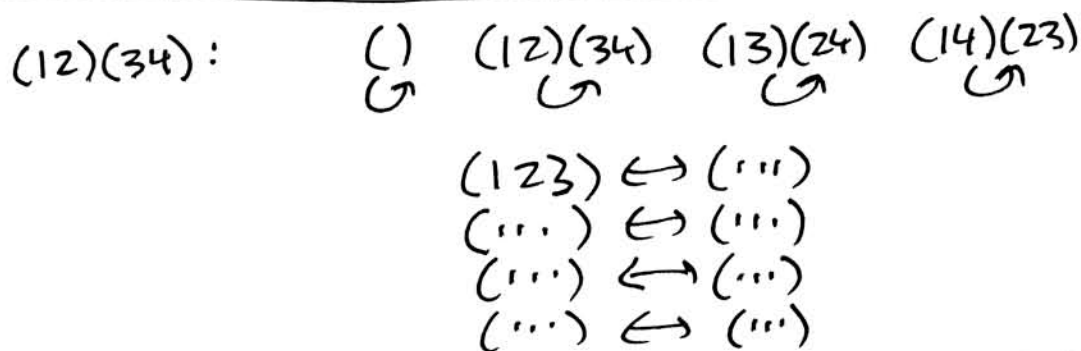 (12)(34): () (12)(34) (13)(24) (14)(23)
(123) ↔ (...)
(...) ↔ (...)
(...) ↔ (...)
(...) ↔ (...)